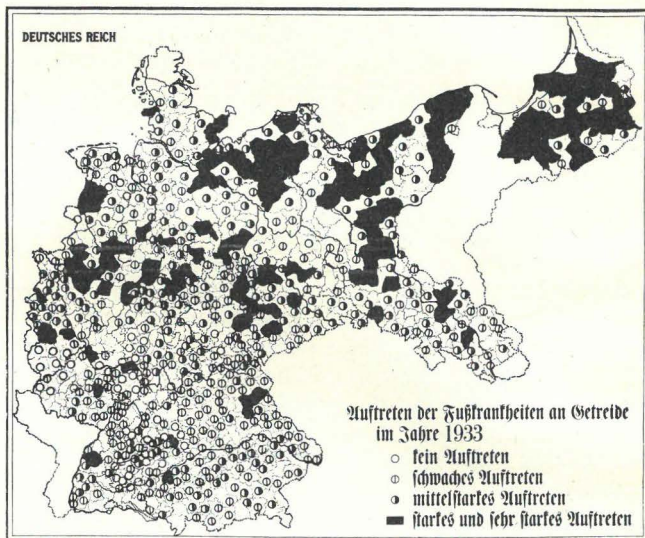 DEUTSCHES REICH
Auftreten der Fußkrankheiten an Getreide
im Jahre 1933
kein Auftreten
schwaches Auftreten
mittelstarkes Auftreten
starkes und sehr starkes Auftreten